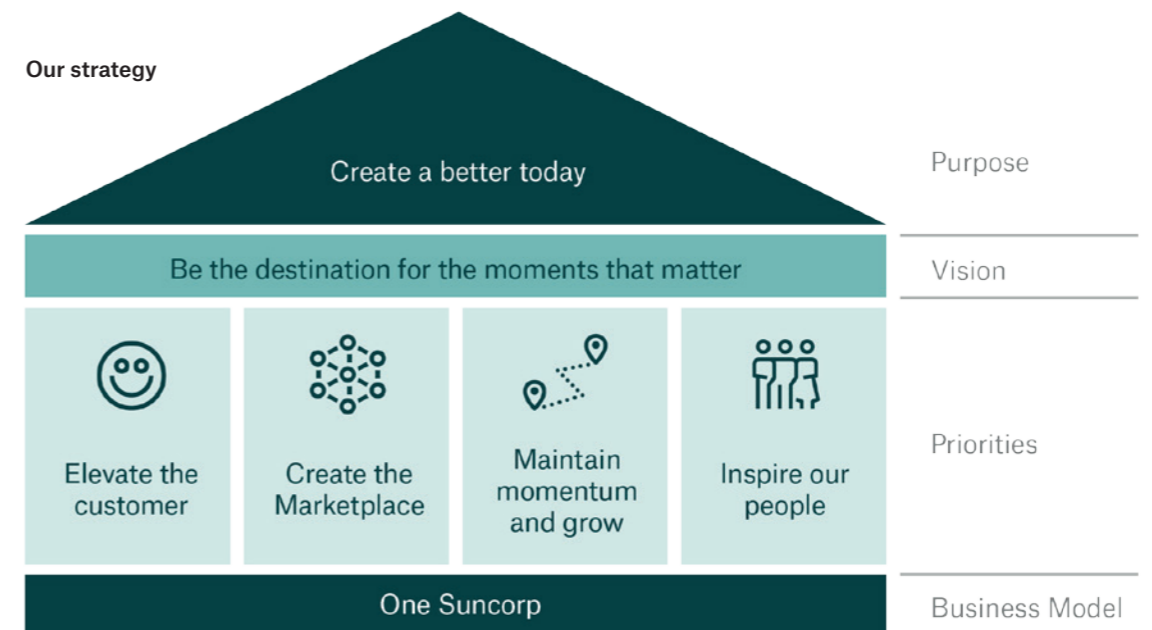 Our strategy
Create a better today
Purpose
Be the destination for the moments that matter
Vision
Elevate the
customer
Create the
Marketplace
Maintain
momentum
and grow
Inspire our
people
Priorities
One Suncorp
Business Model